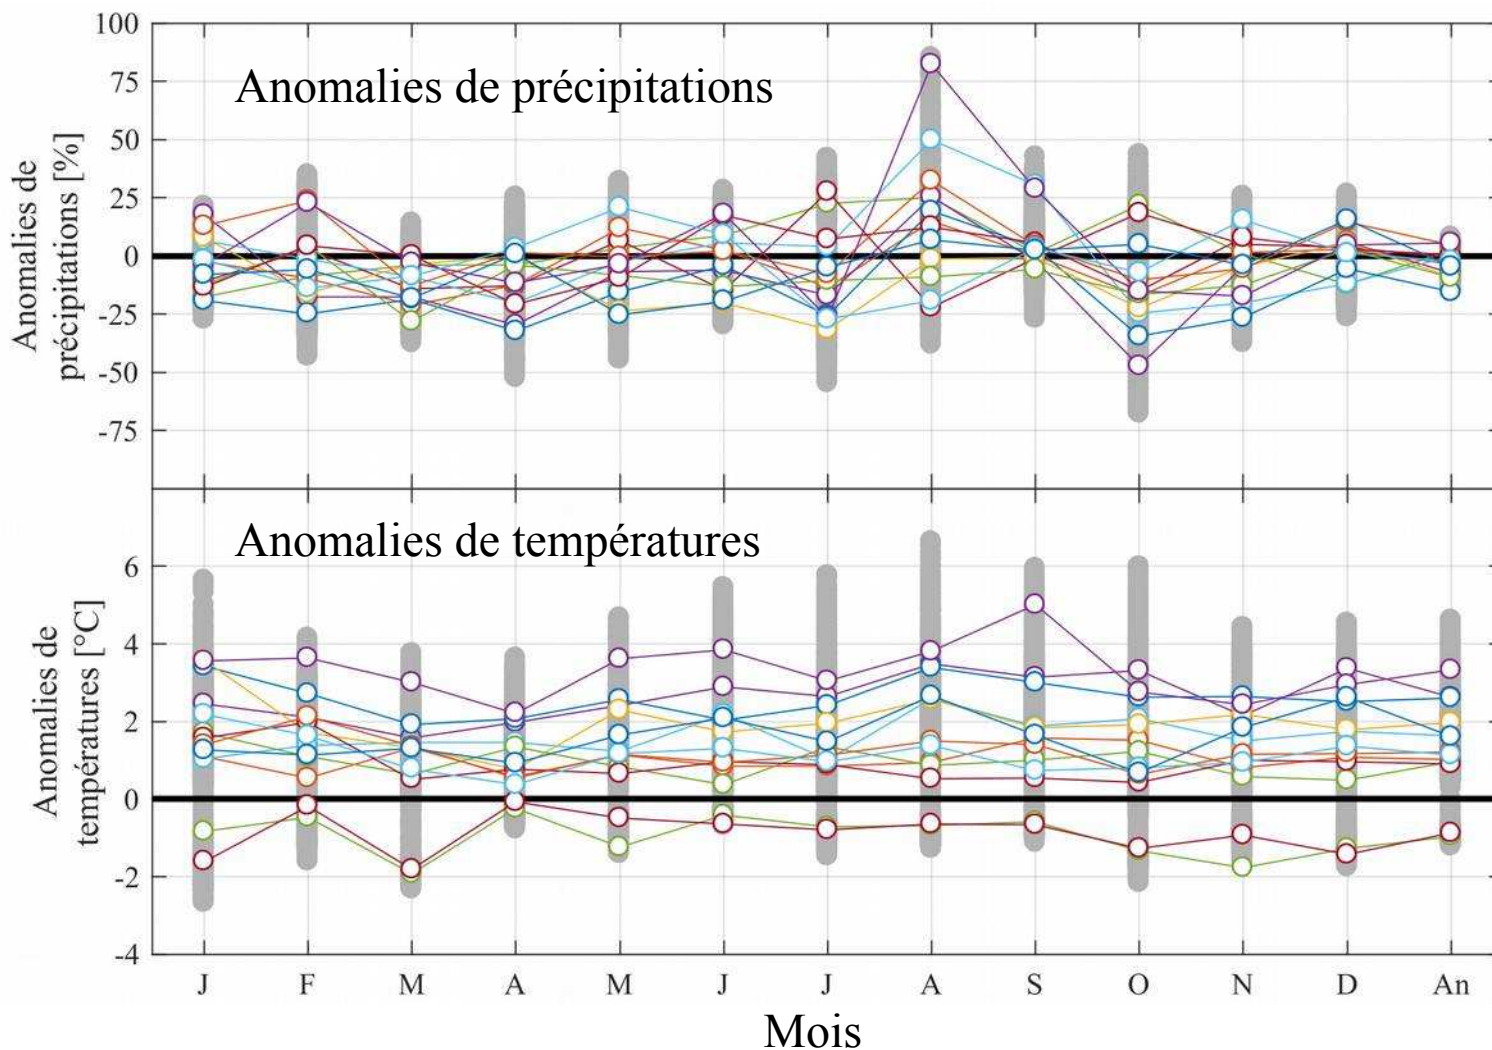 Anomalies de
précipitations [%]
100
75
50
25
0
-25
-50
-75
Anomalies de précipitations
Anomalies de
températures [°C]
6
4
2
0
-2
-4
Anomalies de températures
J F M A M J J A S O N D An
Mois